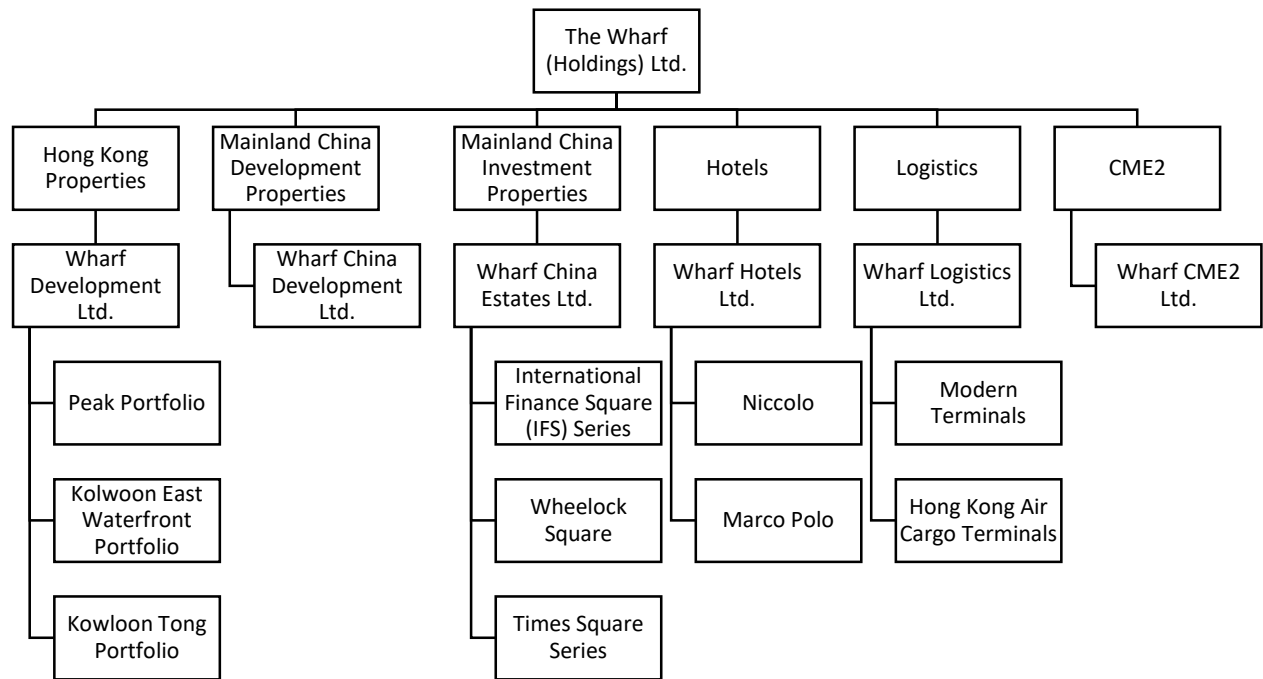 The Wharf
(Holdings) Ltd.
Hong Kong
Properties
Mainland China
Development
Properties
Mainland China
Investment
Properties
Hotels
Logistics
CME2
Wharf
Development
Ltd.
Wharf China
Development
Ltd.
Wharf China
Estates Ltd.
Wharf Hotels
Ltd.
Wharf Logistics
Ltd.
Wharf CME2
Ltd.
Peak Portfolio
International
Finance Square
(IFS) Series
Niccolo
Modern
Terminals
Kolwoon East
Waterfront
Portfolio
Wheelock
Square
Marco Polo
Hong Kong Air
Cargo Terminals
Kowloon Tong
Portfolio
Times Square
Series